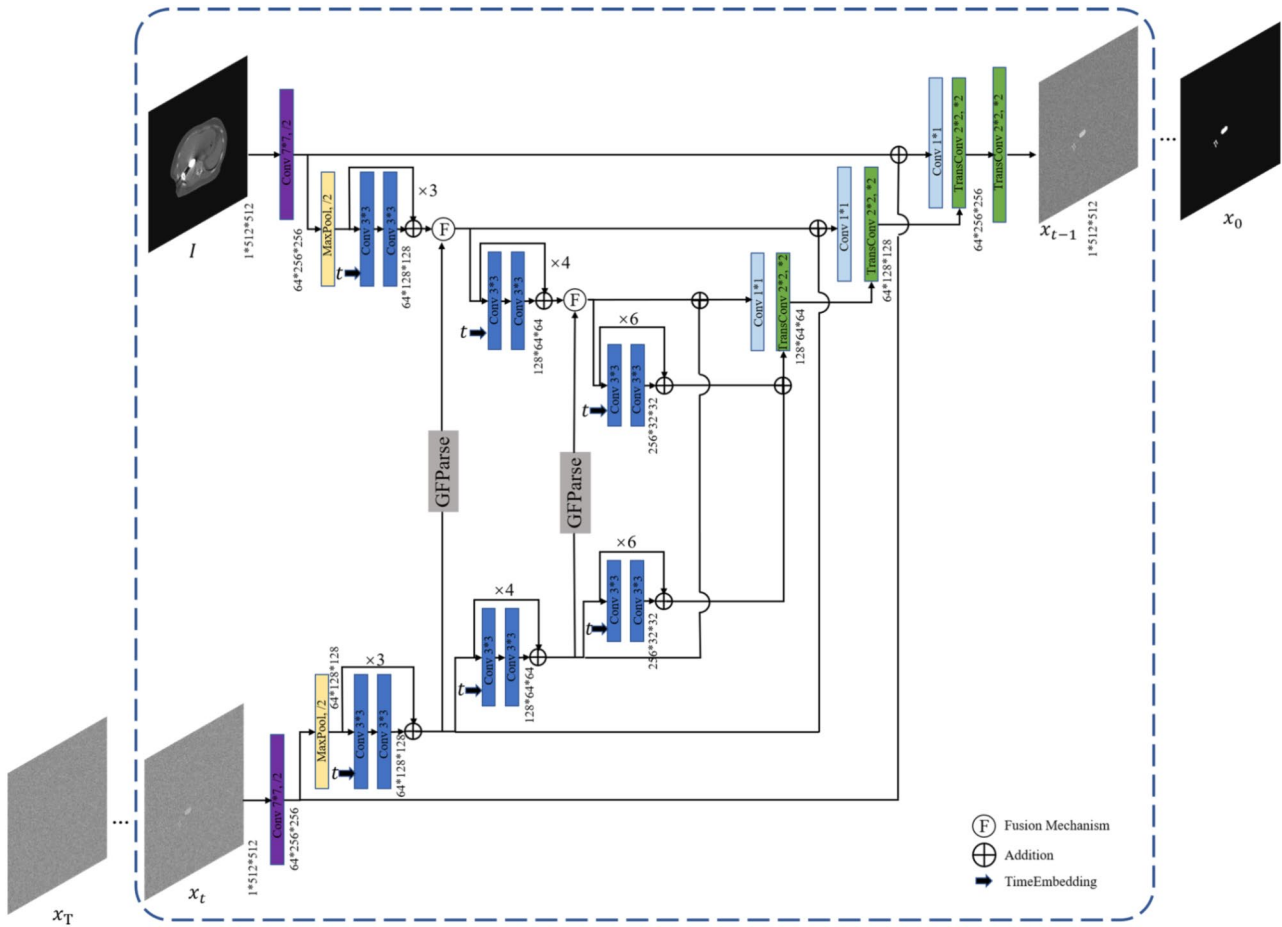 I
1*512*512
Conv 7*7, /2
64*256*256
MaxPool, /2
×3
t
Conv 3*3
Conv 3*3
64*128*128
F
×4
t
Conv 3*3
Conv 3*3
128*64*64
F
×6
t
Conv 3*3
Conv 3*3
256*32*32
Conv 1*1
TransConv 2*2, *2
128*64*64
Conv 1*1
TransConv 2*2, *2
64*128*128
Conv 1*1
TransConv 2*2, *2
64*256*256
TransConv 2*2, *2
x_{t−1}
1*512*512
...
x_0
GFParse
GFParse
x_T
...
x_t
1*512*512
Conv 7*7, /2
64*256*256
MaxPool, /2
64*128*128
×3
t
Conv 3*3
Conv 3*3
64*128*128
×4
t
Conv 3*3
Conv 3*3
128*64*64
×6
t
Conv 3*3
Conv 3*3
256*32*32
F Fusion Mechanism
Addition
TimeEmbedding